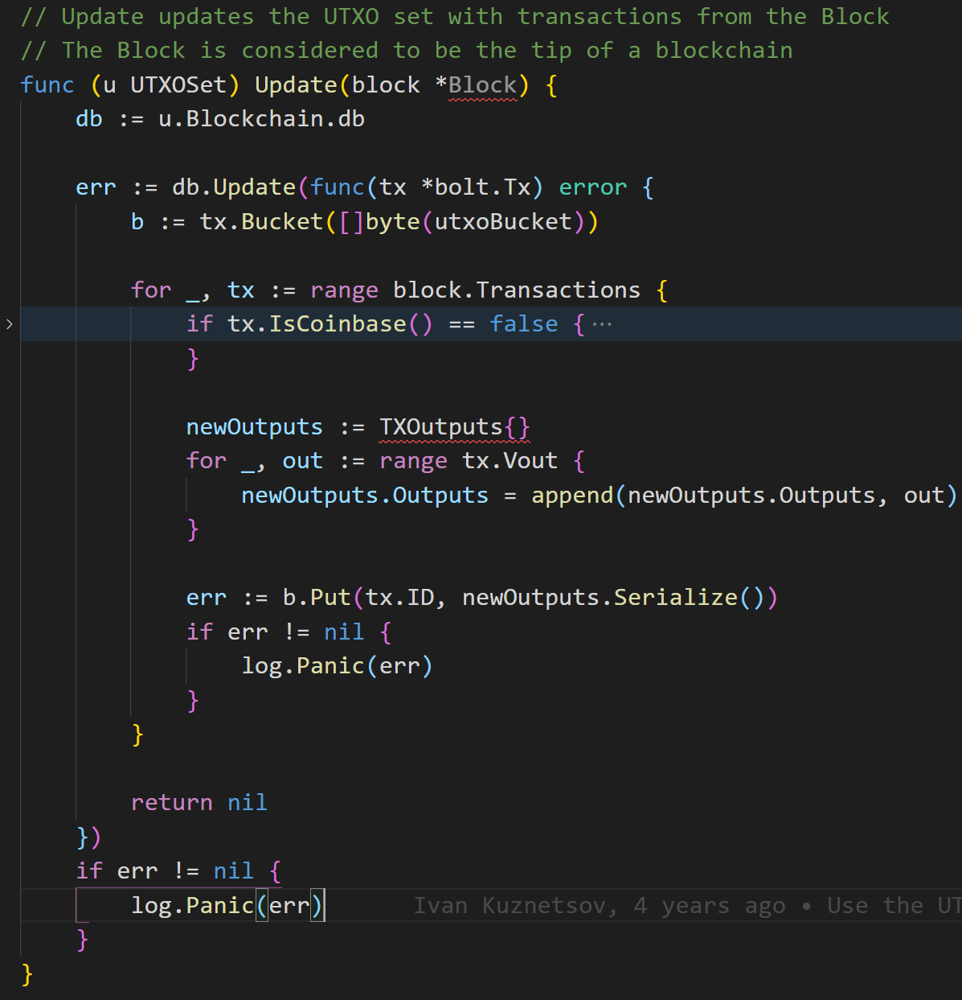 // Update updates the UTXO set with transactions from the Block
// The Block is considered to be the tip of a blockchain
func (u UTXOSet) Update(block *Block) {
    db := u.Blockchain.db

    err := db.Update(func(tx *bolt.Tx) error {
        b := tx.Bucket([]byte(utxoBucket))

        for _, tx := range block.Transactions {
            if tx.IsCoinbase() == false {⋯
            }

            newOutputs := TXOutputs{}
            for _, out := range tx.Vout {
                newOutputs.Outputs = append(newOutputs.Outputs, out)
            }

            err := b.Put(tx.ID, newOutputs.Serialize())
            if err != nil {
                log.Panic(err)
            }
        }

        return nil
    })
    if err != nil {
        log.Panic(err)    Ivan Kuznetsov, 4 years ago • Use the UT
    }
}